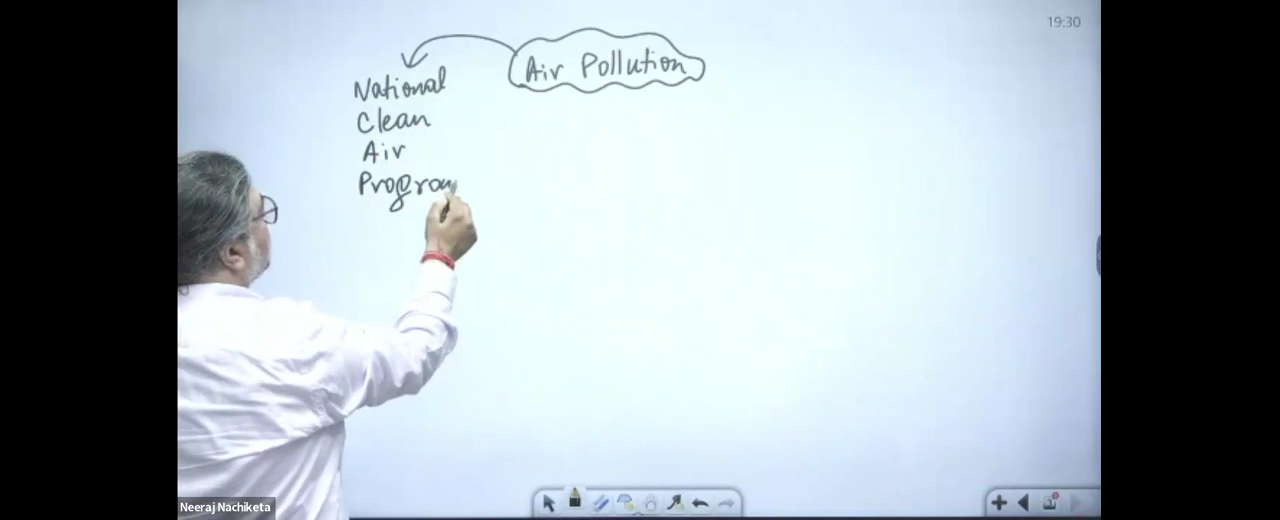 19:30
Air Pollution
National
Clean
Air
Program
Neeraj Nachiketa